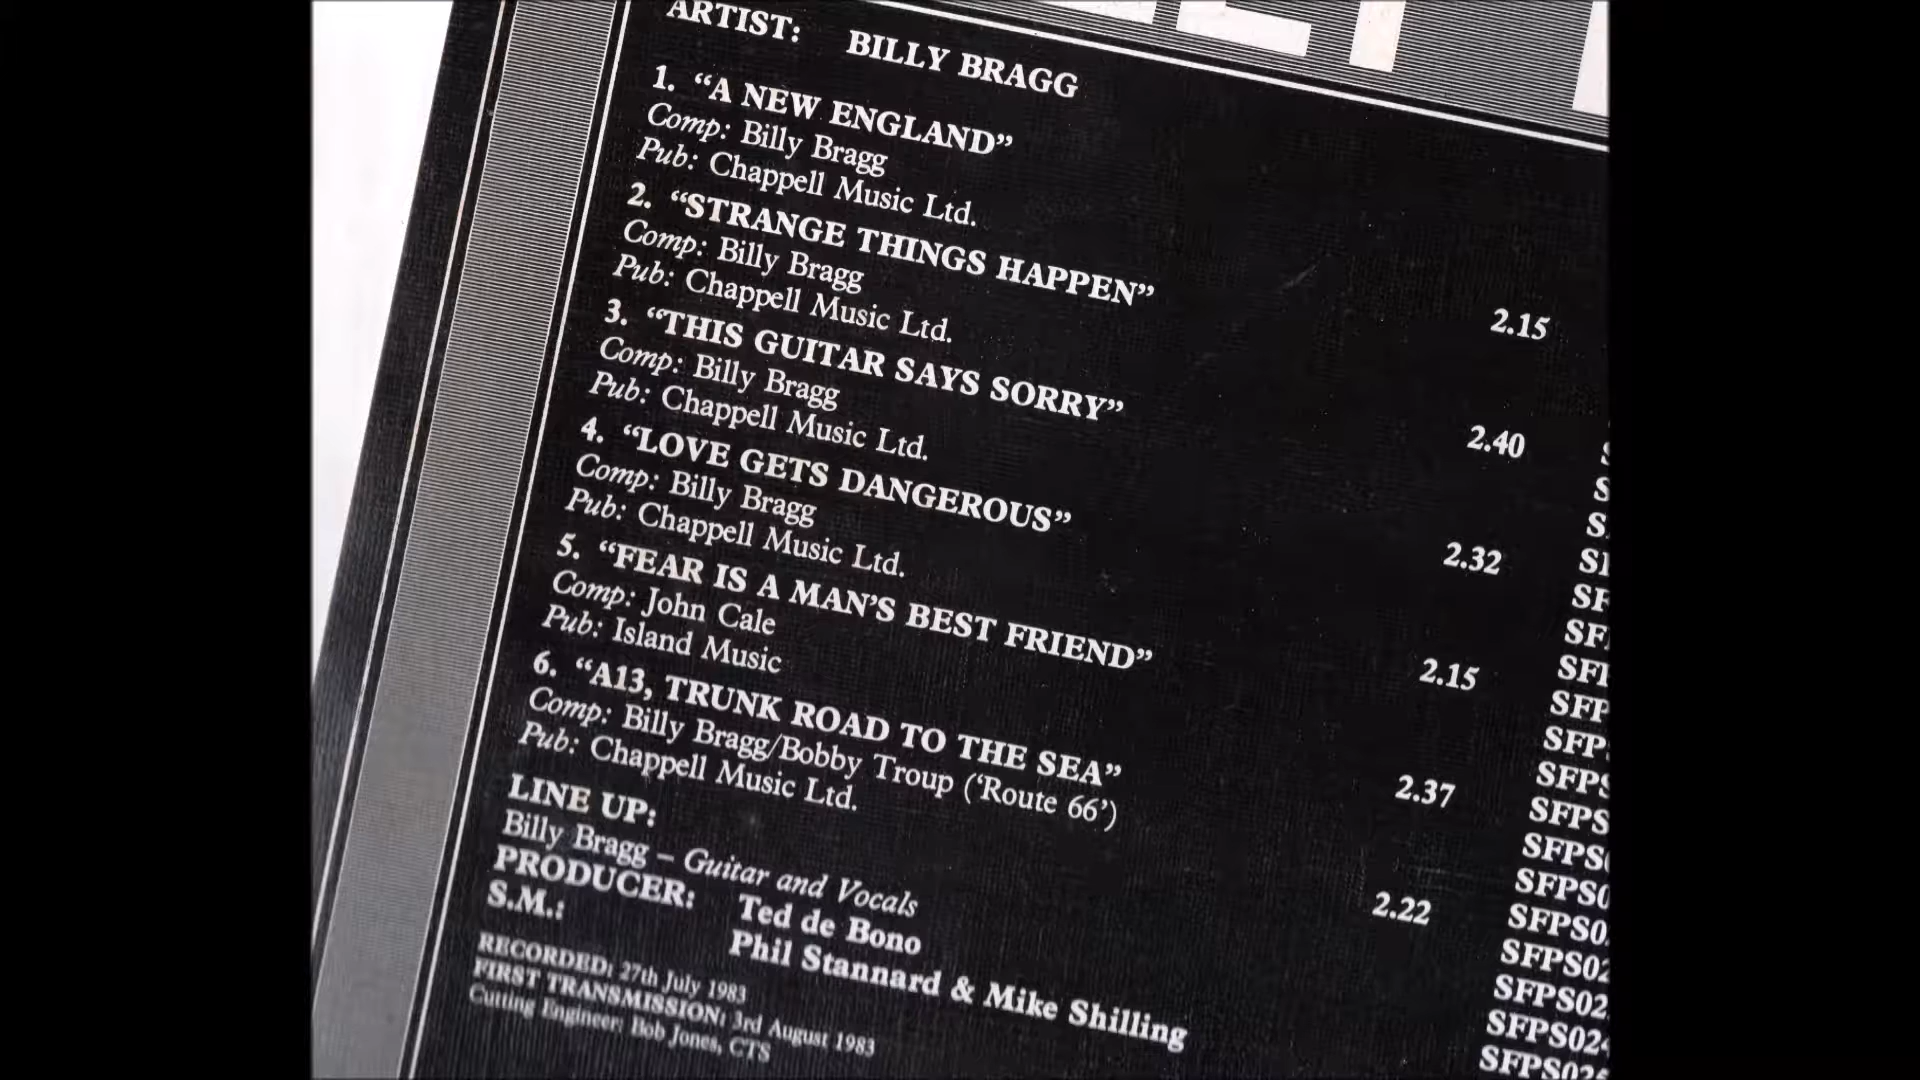 ARTIST: BILLY BRAGG
1. “A NEW ENGLAND”
Comp: Billy Bragg
Pub: Chappell Music Ltd. 2.15
2. “STRANGE THINGS HAPPEN”
Comp: Billy Bragg
Pub: Chappell Music Ltd. 2.40
3. “THIS GUITAR SAYS SORRY”
Comp: Billy Bragg
Pub: Chappell Music Ltd. 2.32
4. “LOVE GETS DANGEROUS”
Comp: Billy Bragg
Pub: Chappell Music Ltd. 2.15
5. “FEAR IS A MAN’S BEST FRIEND”
Comp: John Cale
Pub: Island Music 2.37
6. “A13, TRUNK ROAD TO THE SEA”
Comp: Billy Bragg/Bobby Troup (‘Route 66’)
Pub: Chappell Music Ltd. 2.22
LINE UP:
Billy Bragg – Guitar and Vocals
PRODUCER: Ted de Bono
S.M.: Phil Stannard & Mike Shilling
RECORDED: 27th July 1983
FIRST TRANSMISSION: 3rd August 1983
Cutting Engineer: Bob Jones, CTS